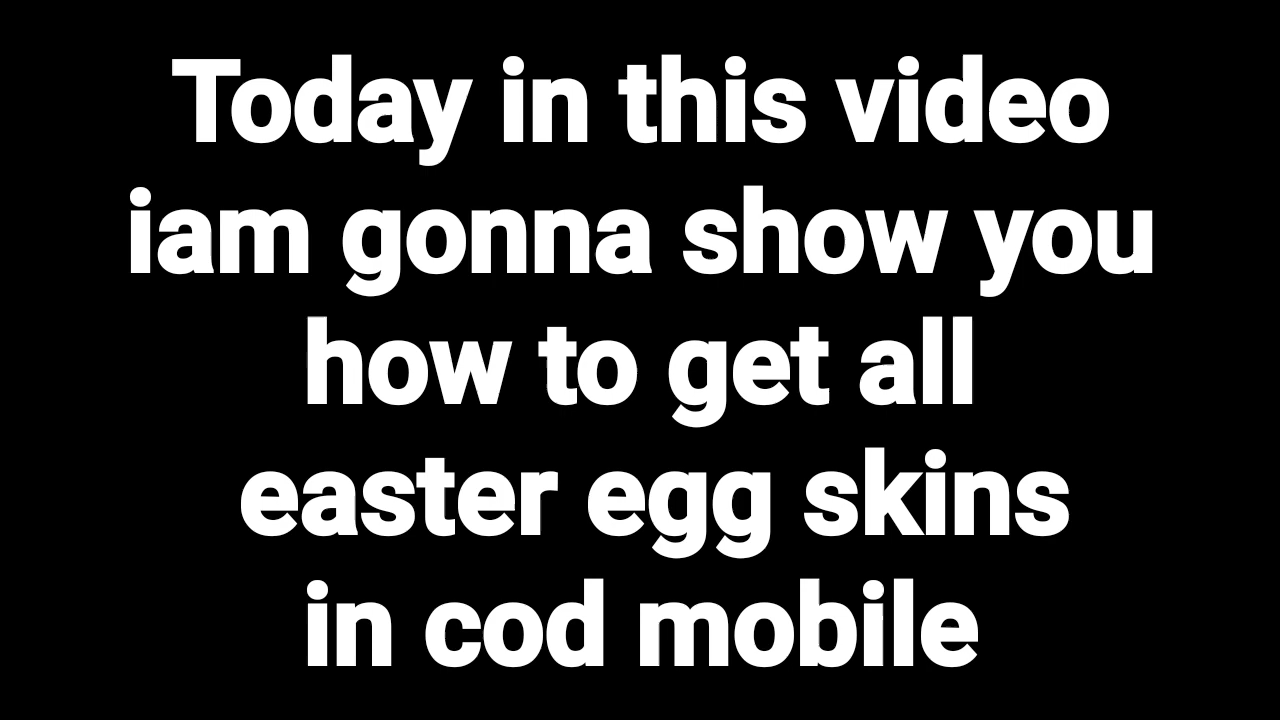 Today in this video
iam gonna show you
how to get all
easter egg skins
in cod mobile